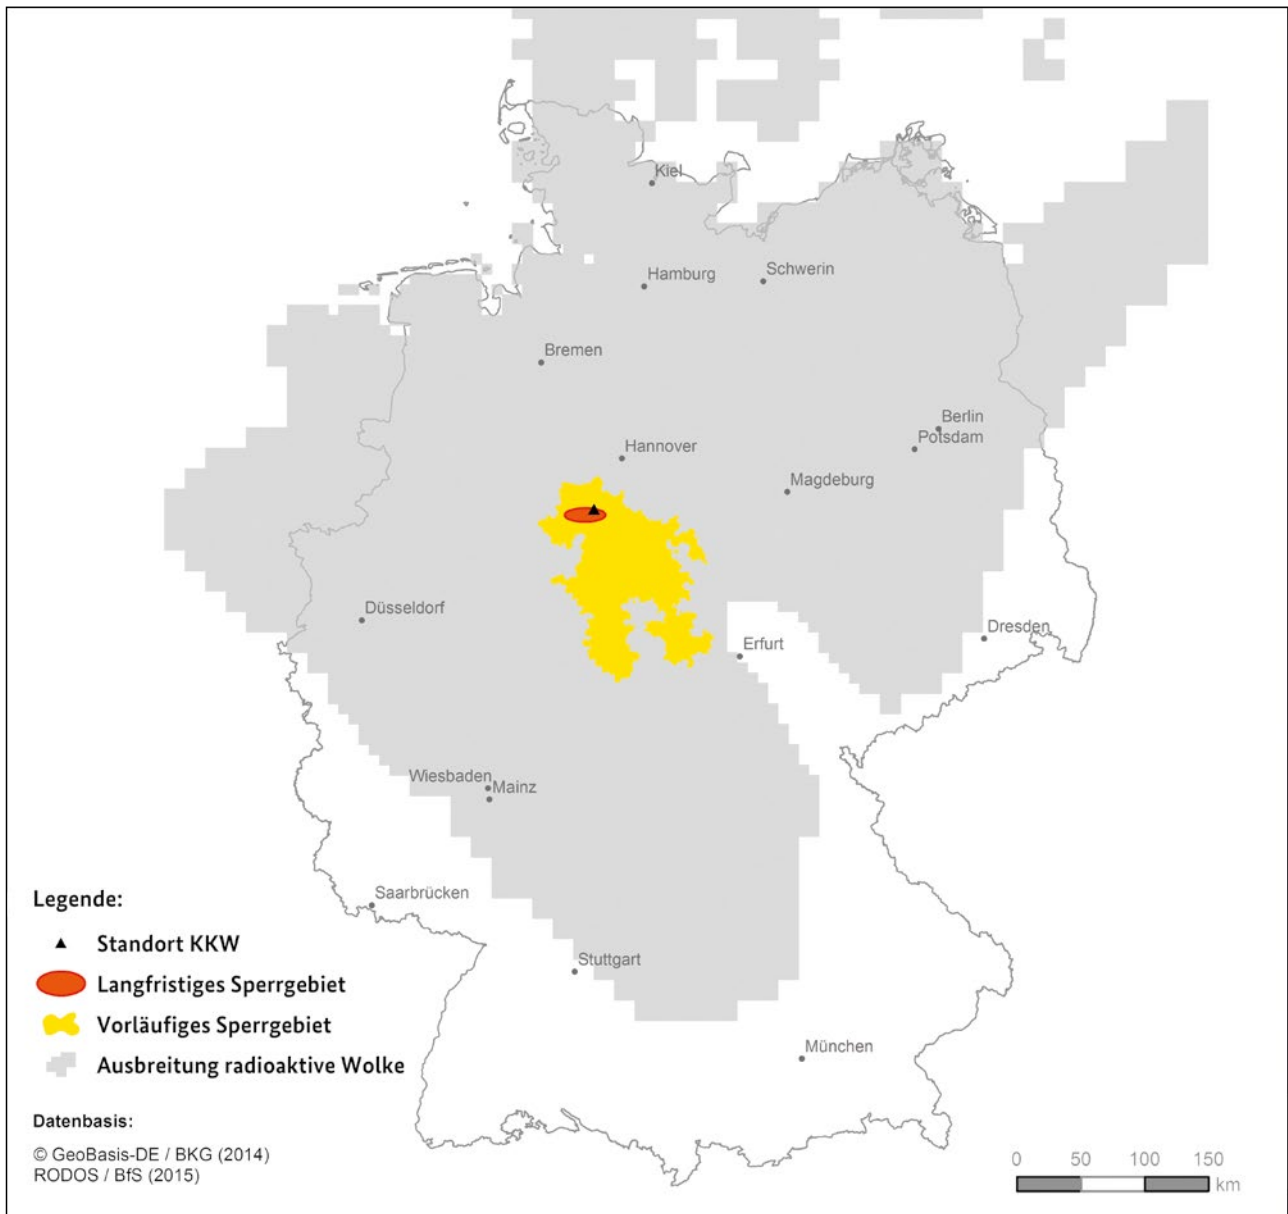 Kiel
Hamburg
Schwerin
Bremen
Berlin
Potsdam
Hannover
Magdeburg
Düsseldorf
Dresden
Erfurt
Wiesbaden
Mainz
Saarbrücken
Stuttgart
München
Legende:
Standort KKW
Langfristiges Sperrgebiet
Vorläufiges Sperrgebiet
Ausbreitung radioaktive Wolke
Datenbasis:
© GeoBasis-DE / BKG (2014)
RODOS / BfS (2015)
0 50 100 150
km